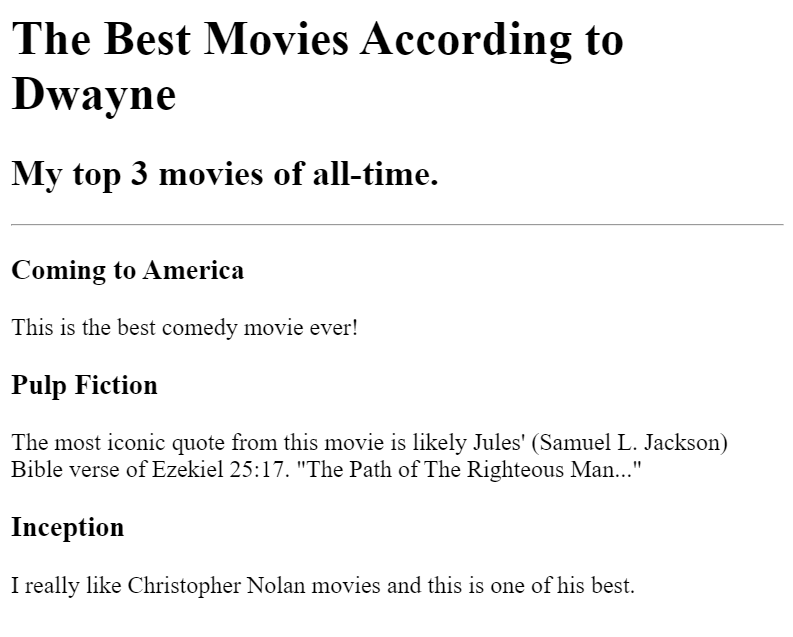 The Best Movies According to
Dwayne
My top 3 movies of all-time.
Coming to America
This is the best comedy movie ever!
Pulp Fiction
The most iconic quote from this movie is likely Jules' (Samuel L. Jackson)
Bible verse of Ezekiel 25:17. "The Path of The Righteous Man..."
Inception
I really like Christopher Nolan movies and this is one of his best.